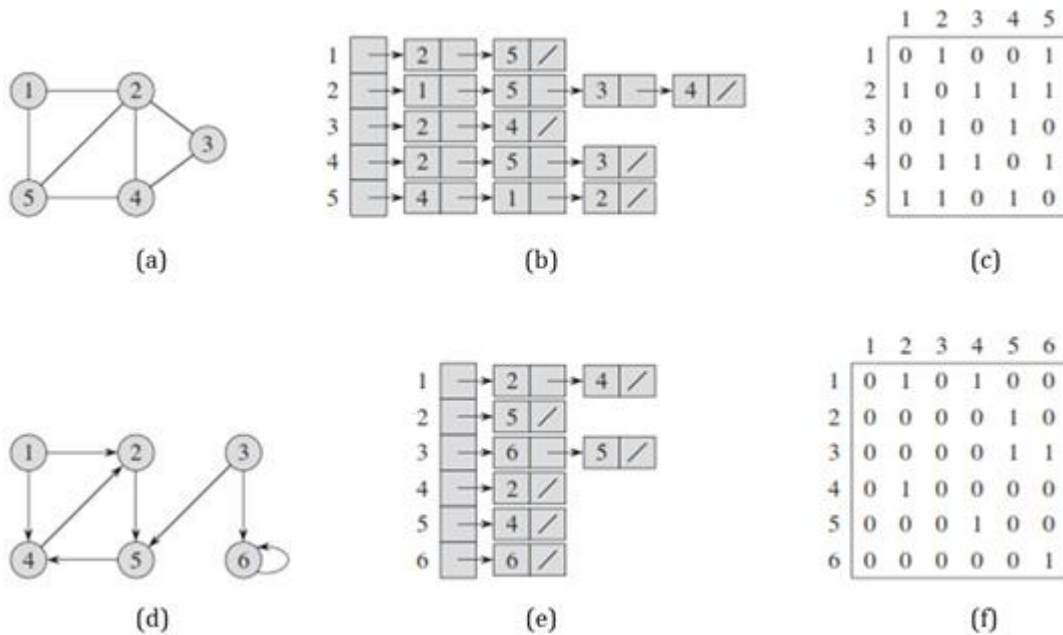 1 2 3 4 5
1 2 5 1 0 1 0 0 1
1 2 2 1 5 3 4 2 1 0 1 1 1
3 3 2 4 3 0 1 0 1 0
4 2 5 3 4 0 1 1 0 1
5 4 5 4 1 2 5 1 1 0 1 0
(a) (b) (c)
1 2 3 4 5 6
1 2 4 1 0 1 0 1 0 0
2 5 2 0 0 0 0 1 0
1 2 3 3 6 5 3 0 0 0 0 1 1
4 2 4 0 1 0 0 0 0
5 4 5 0 0 0 1 0 0
4 5 6 6 6 6 0 0 0 0 0 1
(d) (e) (f)